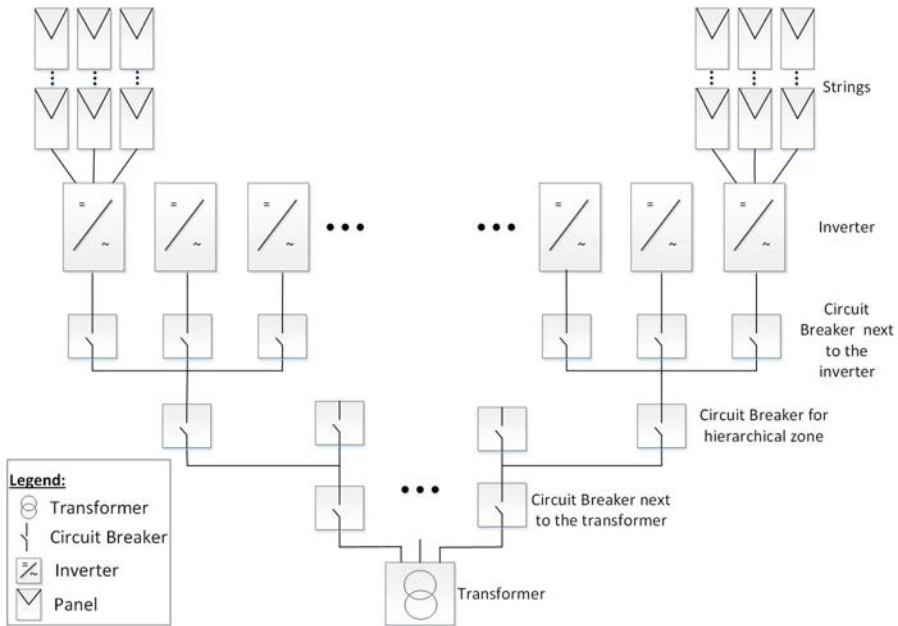 Strings
Inverter
Circuit
Breaker next
to the
inverter
Circuit Breaker for
hierarchical zone
Circuit Breaker next
to the transformer
Transformer
Legend:
Transformer
Circuit Breaker
Inverter
Panel